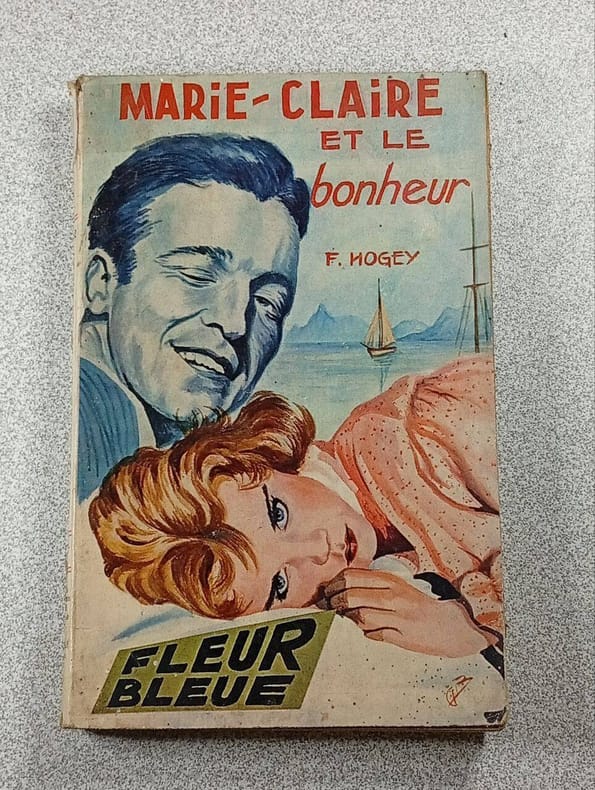 MARiE-CLAiRE
ET LE
bonheur
F. HOGEY
FLEUR
BLEUE